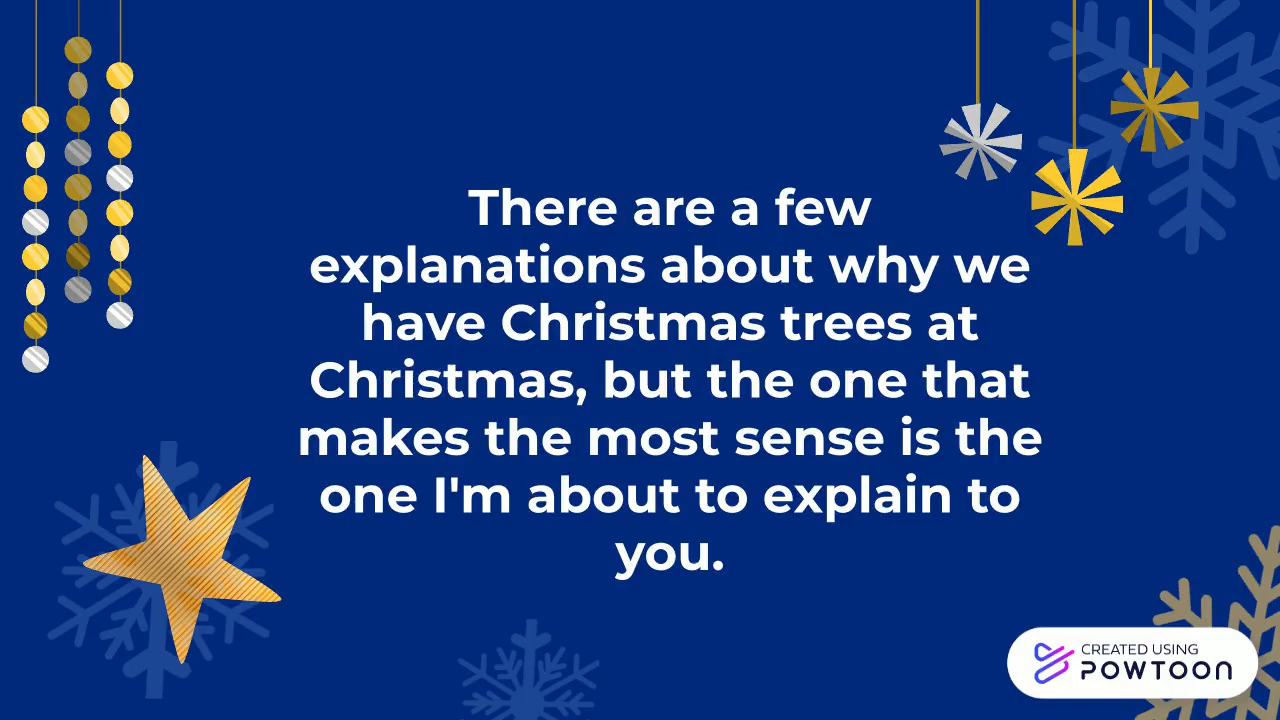 There are a few
explanations about why we
have Christmas trees at
Christmas, but the one that
makes the most sense is the
one I'm about to explain to
you.
CREATED USING
POWTOON